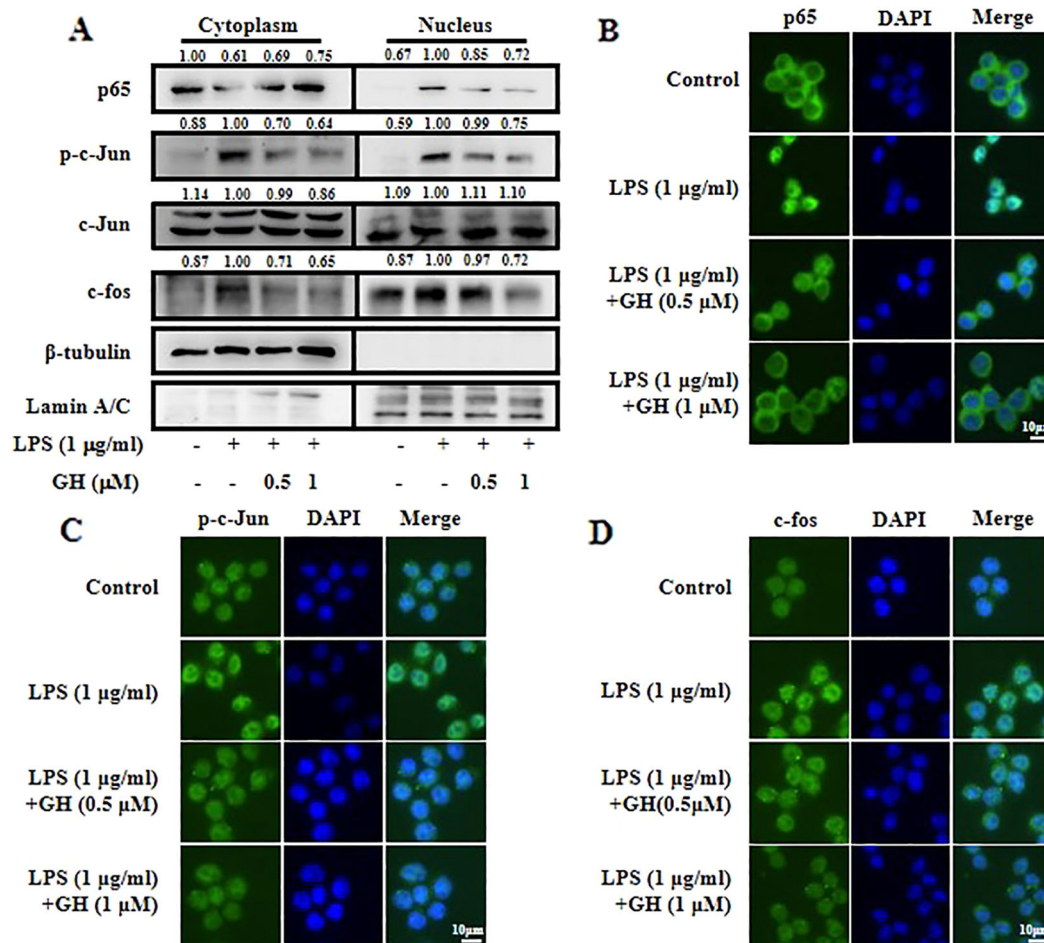 A
Cytoplasm Nucleus
1.00 0.61 0.69 0.75 0.67 1.00 0.85 0.72
p65
0.88 1.00 0.70 0.64 0.59 1.00 0.99 0.75
p-c-Jun
1.14 1.00 0.99 0.86 1.09 1.00 1.11 1.10
c-Jun
0.87 1.00 0.71 0.65 0.87 1.00 0.97 0.72
c-fos
β-tubulin
Lamin A/C
LPS (1 μg/ml) - + + + - + + +
GH (μM) - - 0.5 1 - - 0.5 1
B
p65 DAPI Merge
Control
LPS (1 μg/ml)
LPS (1 μg/ml)
+GH (0.5 μM)
LPS (1 μg/ml)
+GH (1 μM)
10μm
C
p-c-Jun DAPI Merge
Control
LPS (1 μg/ml)
LPS (1 μg/ml)
+GH (0.5 μM)
LPS (1 μg/ml)
+GH (1 μM)
10μm
D
c-fos DAPI Merge
Control
LPS (1 μg/ml)
LPS (1 μg/ml)
+GH(0.5μM)
LPS (1 μg/ml)
+GH (1 μM)
10μm